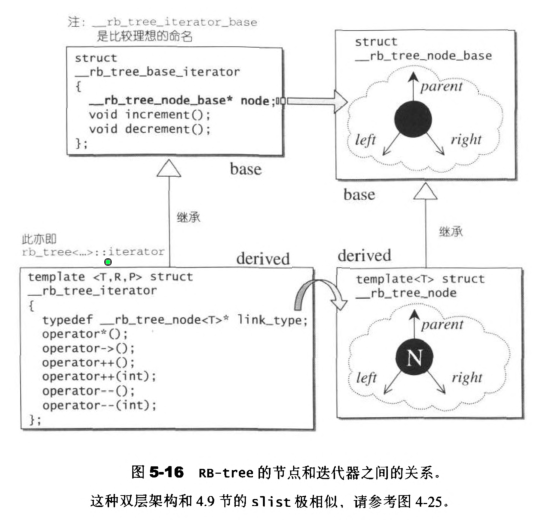 注: __rb_tree_iterator_base
是比较理想的命名
struct
__rb_tree_base_iterator
{
__rb_tree_node_base* node;
void increment();
void decrement();
};
base
struct
__rb_tree_node_base
parent
left
right
base
继承
继承
此亦即
rb_tree<…>::iterator
derived
derived
template <T,R,P> struct
__rb_tree_iterator
{
typedef __rb_tree_node<T>* link_type;
operator*();
operator->();
operator++();
operator++(int);
operator--();
operator--(int);
};
template<T> struct
__rb_tree_node
parent
N
left
right
图 5-16 RB-tree 的节点和迭代器之间的关系。
这种双层架构和 4.9 节的 slist 极相似，请参考图 4-25。